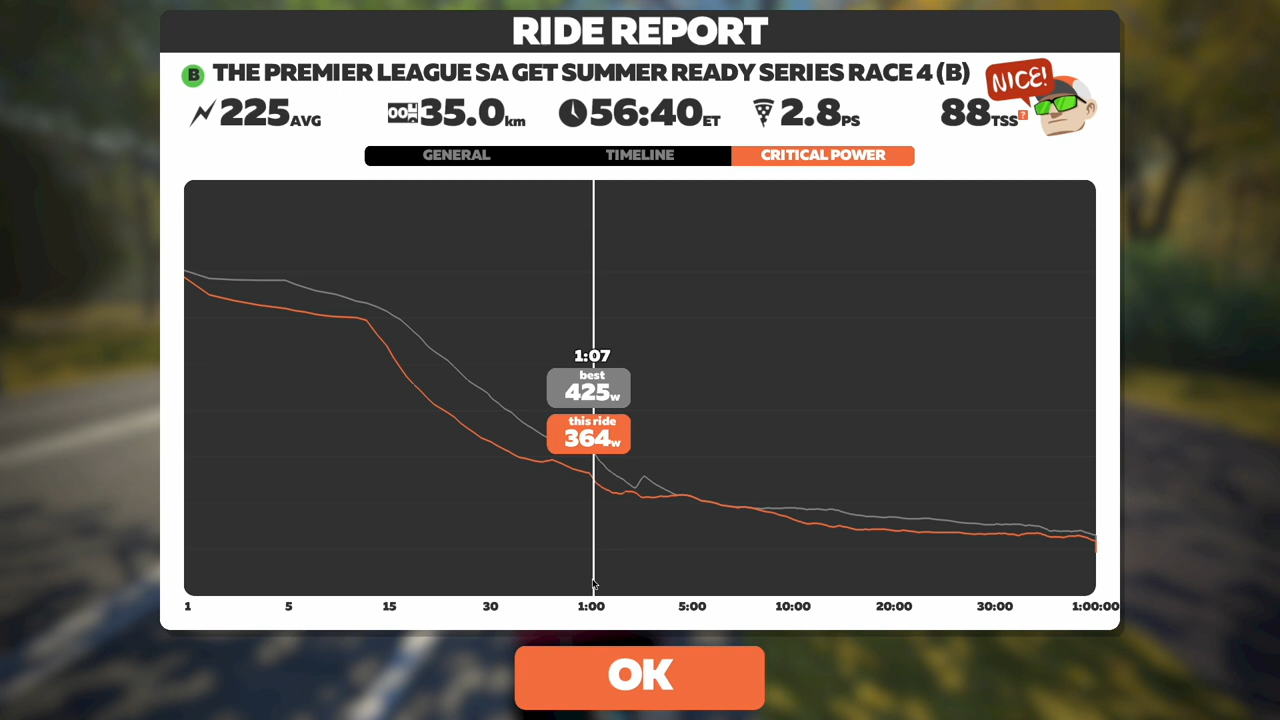 RIDE REPORT
B THE PREMIER LEAGUE SA GET SUMMER READY SERIES RACE 4 (B)
NICE!
225AVG 35.0km 56:40ET 2.8PS 88TSS?
GENERAL TIMELINE CRITICAL POWER
1:07
best
425w
this ride
364w
1 5 15 30 1:00 5:00 10:00 20:00 30:00 1:00:00
OK